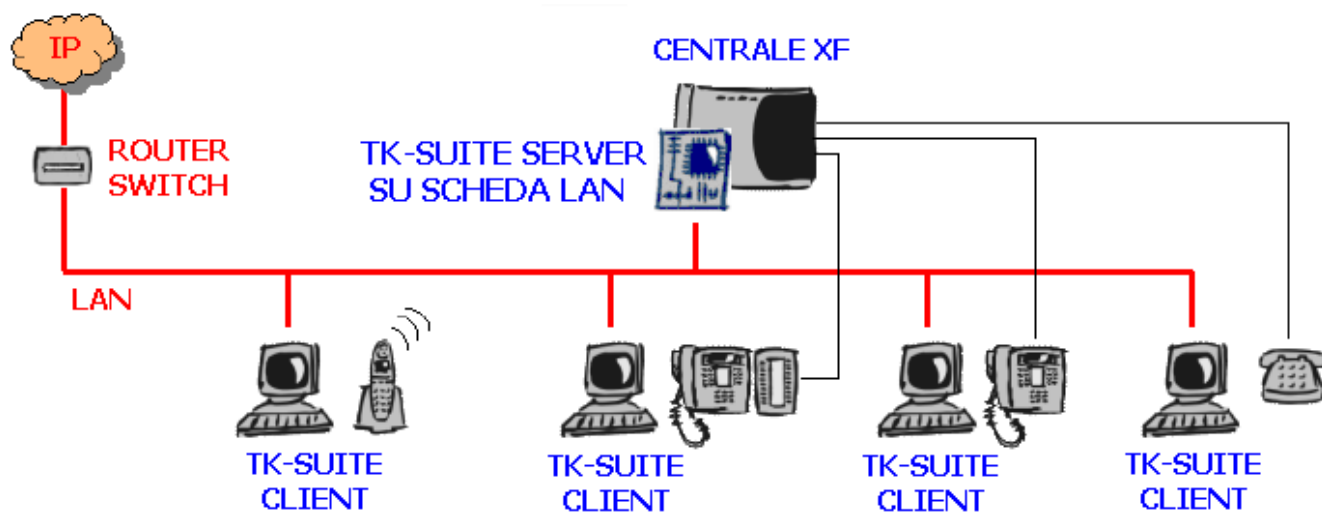 IP
CENTRALE XF
ROUTER
SWITCH
TK-SUITE SERVER
SU SCHEDA LAN
LAN
TK-SUITE
CLIENT
TK-SUITE
CLIENT
TK-SUITE
CLIENT
TK-SUITE
CLIENT